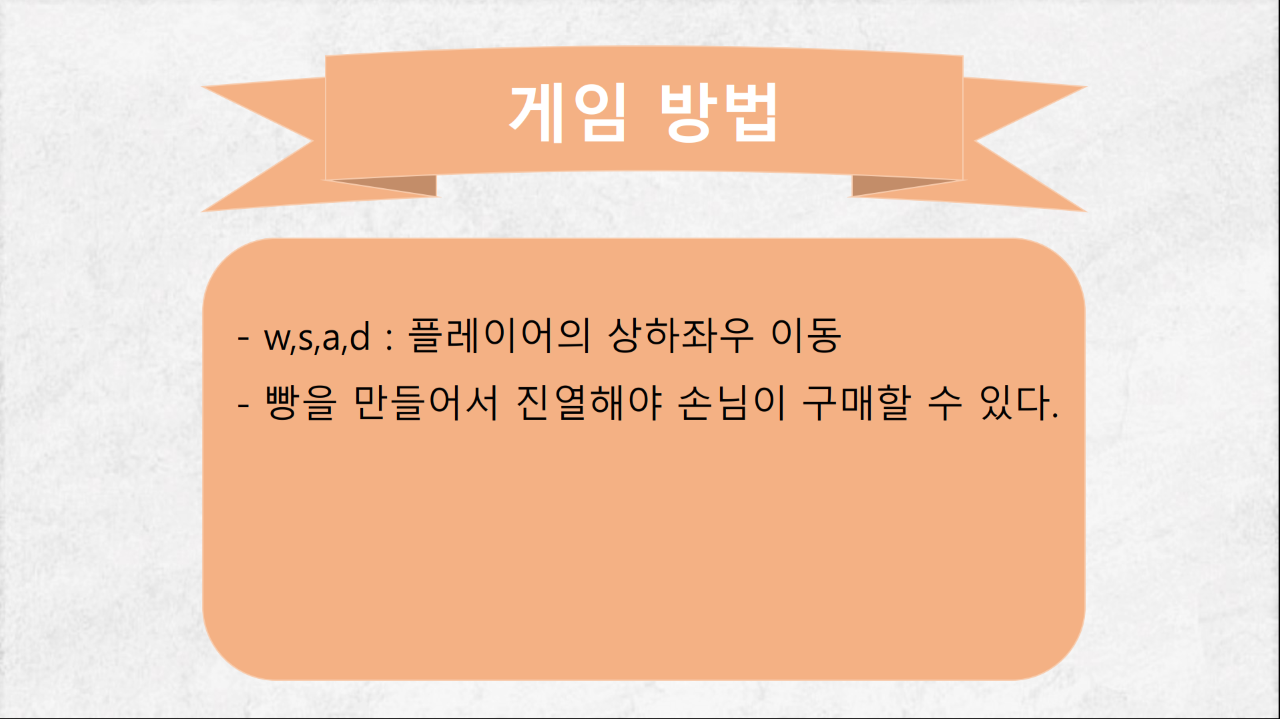 게임 방법
- w,s,a,d : 플레이어의 상하좌우 이동
- 빵을 만들어서 진열해야 손님이 구매할 수 있다.